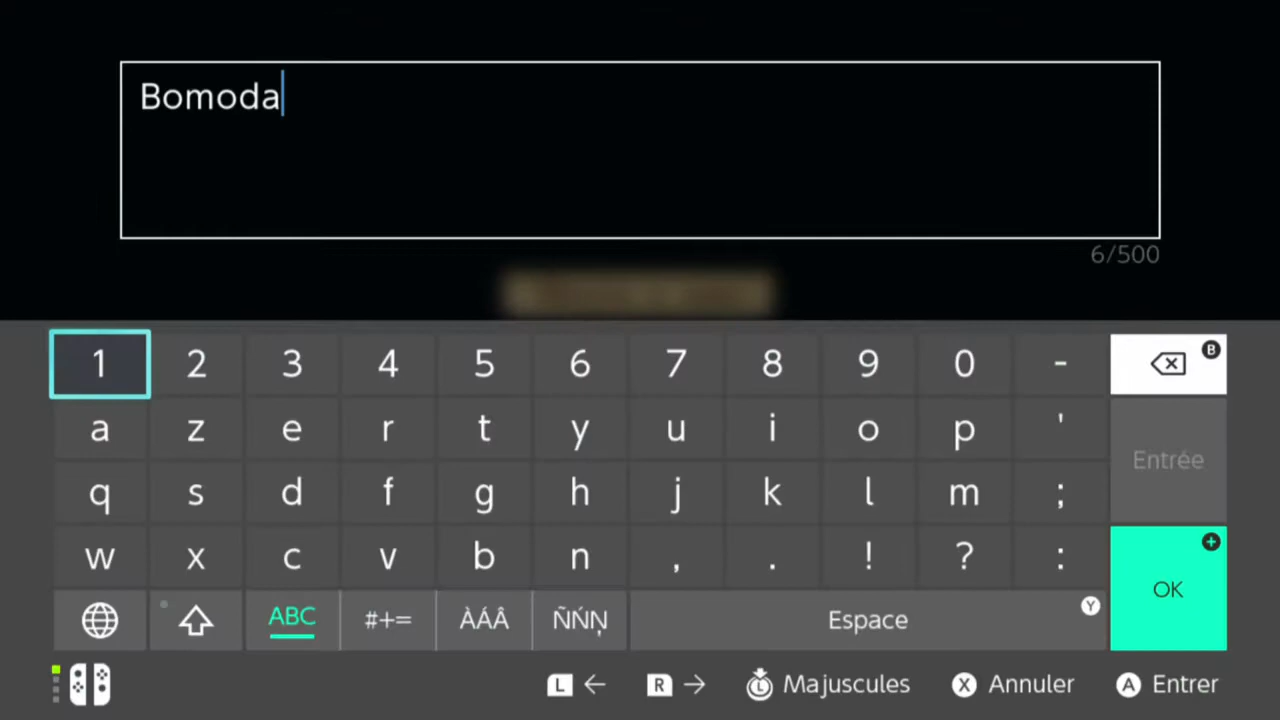 Bomoda
6/500
1 2 3 4 5 6 7 8 9 0 - B
a z e r t y u i o p ' Entrée
q s d f g h j k l m ;
w x c v b n , . ! ? : + OK
ABC #+= ÀÁÂ ÑŃŅ Espace Y
L ← R → L Majuscules X Annuler A Entrer